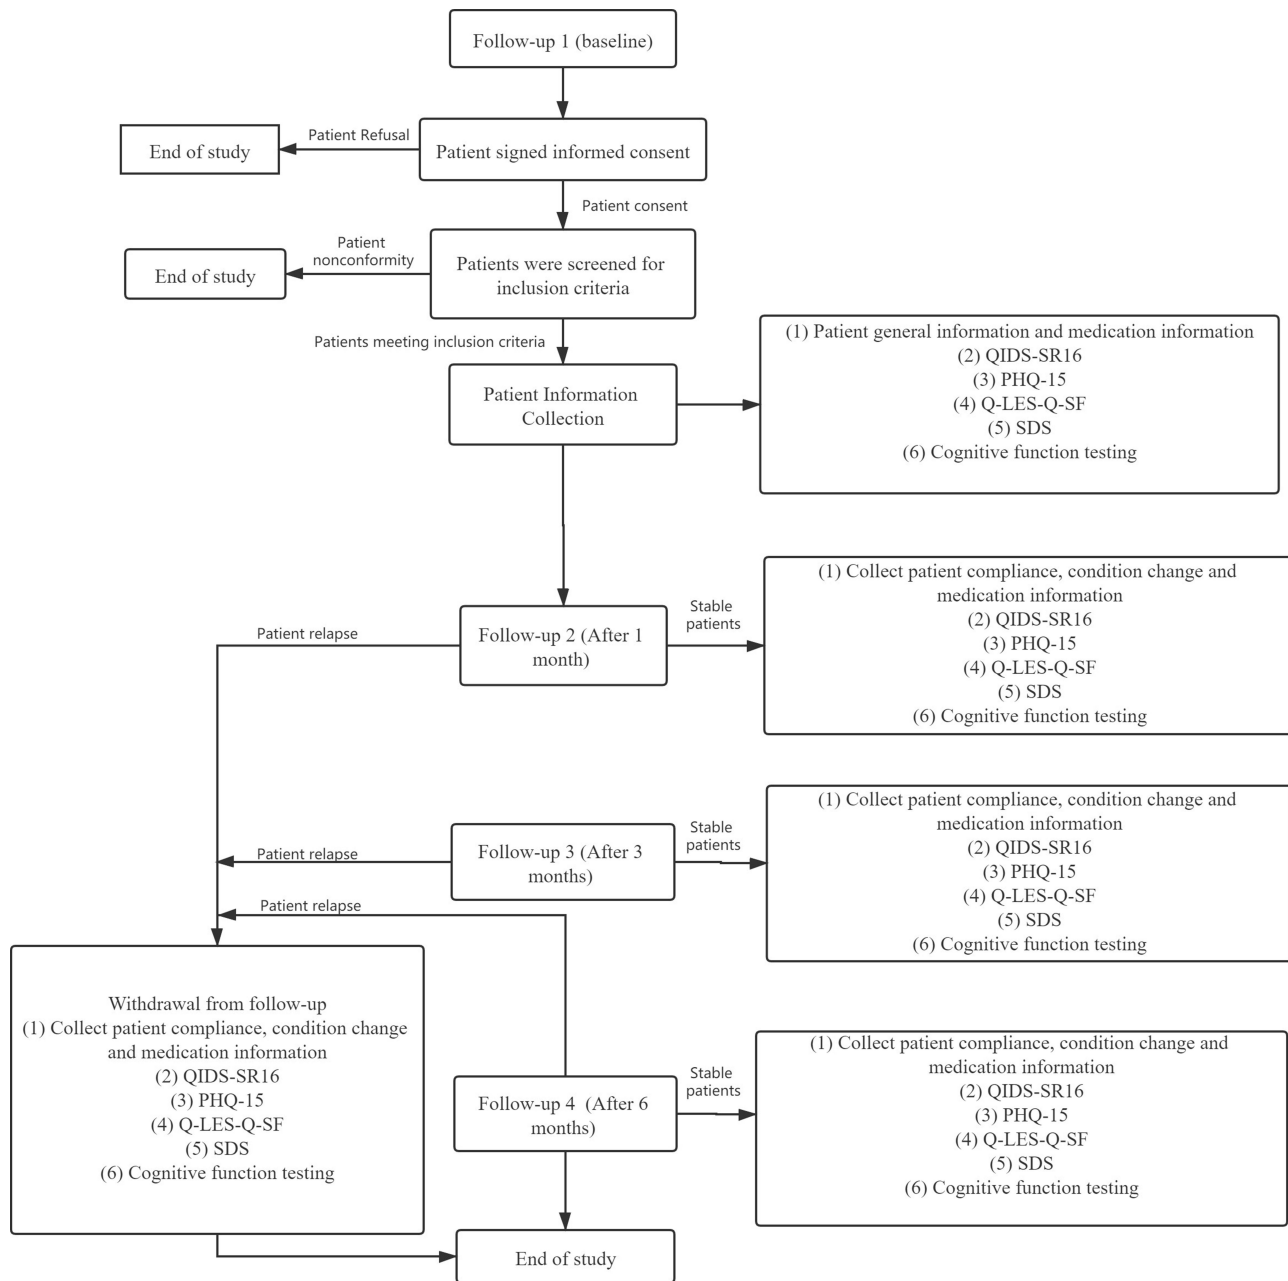 Follow-up 1 (baseline)
Patient Refusal
End of study
Patient signed informed consent
Patient consent
Patient
nonconformity
End of study
Patients were screened for
inclusion criteria
Patients meeting inclusion criteria
Patient Information
Collection
(1) Patient general information and medication information
(2) QIDS-SR16
(3) PHQ-15
(4) Q-LES-Q-SF
(5) SDS
(6) Cognitive function testing
Patient relapse
Follow-up 2 (After 1
month)
Stable
patients
(1) Collect patient compliance, condition change and
medication information
(2) QIDS-SR16
(3) PHQ-15
(4) Q-LES-Q-SF
(5) SDS
(6) Cognitive function testing
Patient relapse
Follow-up 3 (After 3
months)
Stable
patients
(1) Collect patient compliance, condition change and
medication information
(2) QIDS-SR16
(3) PHQ-15
(4) Q-LES-Q-SF
(5) SDS
(6) Cognitive function testing
Patient relapse
Withdrawal from follow-up
(1) Collect patient compliance, condition change
and medication information
(2) QIDS-SR16
(3) PHQ-15
(4) Q-LES-Q-SF
(5) SDS
(6) Cognitive function testing
Follow-up 4 (After 6
months)
Stable
patients
(1) Collect patient compliance, condition change and
medication information
(2) QIDS-SR16
(3) PHQ-15
(4) Q-LES-Q-SF
(5) SDS
(6) Cognitive function testing
End of study